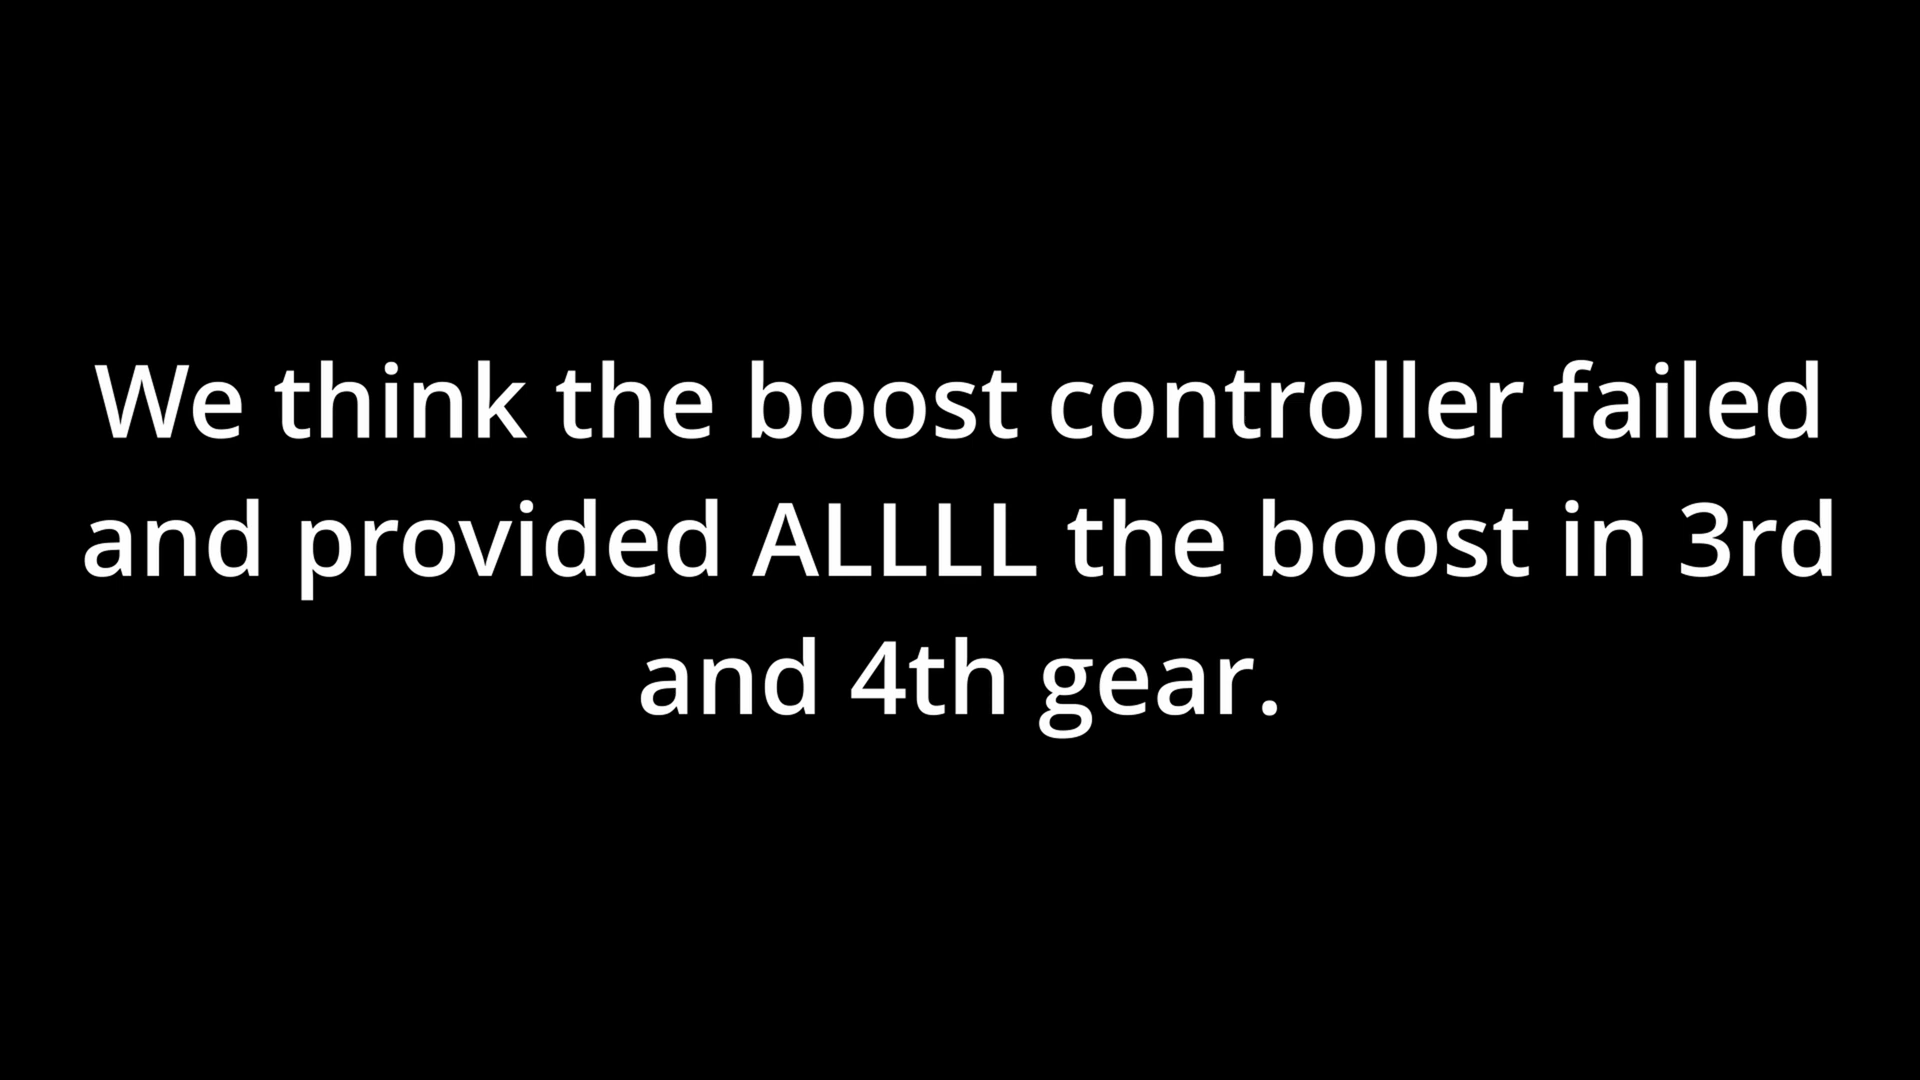 We think the boost controller failed
and provided ALLLL the boost in 3rd
and 4th gear.